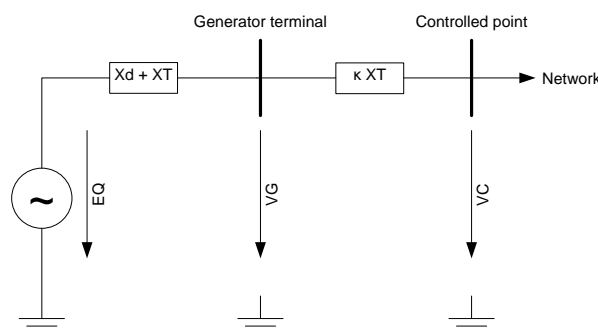 Generator terminal
Controlled point
Xd + XT
κ XT
Network
~
EQ
VG
VC